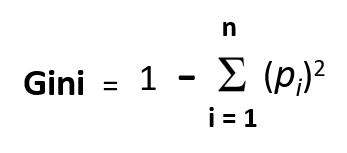 n
Gini = 1 - ∑ (pᵢ)²
i = 1